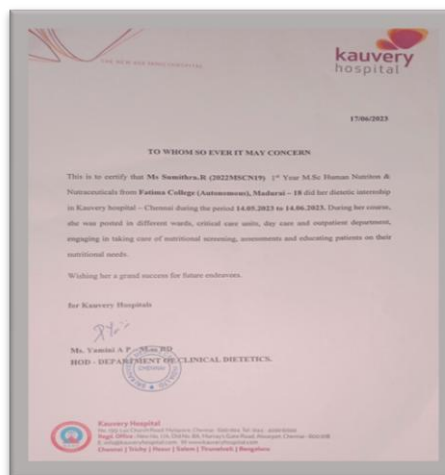 kauvery
hospital
17/06/2023
TO WHOM SO EVER IT MAY CONCERN
This is to certify that Ms Sumithra.R (2022MSCN19) 1st Year M.Sc Human Nutrition &
Nutraceuticals from Fatima College (Autonomous), Madurai – 18 did her dietetic internship
in Kauvery hospital – Chennai during the period 14.05.2023 to 14.06.2023. During her course,
she was posted in different wards, critical care units, day care and outpatient department,
engaging in taking care of nutritional screening, assessments and educating patients on their
nutritional needs.
Wishing her a grand success for future endeavors.
for Kauvery Hospitals
Ms. Yamini A P
HOD - DEPARTMENT OF CLINICAL DIETETICS.
CHENNAI
Kauvery Hospital
Chennai | Trichy | Hosur | Salem | Tirunelveli | Bengaluru